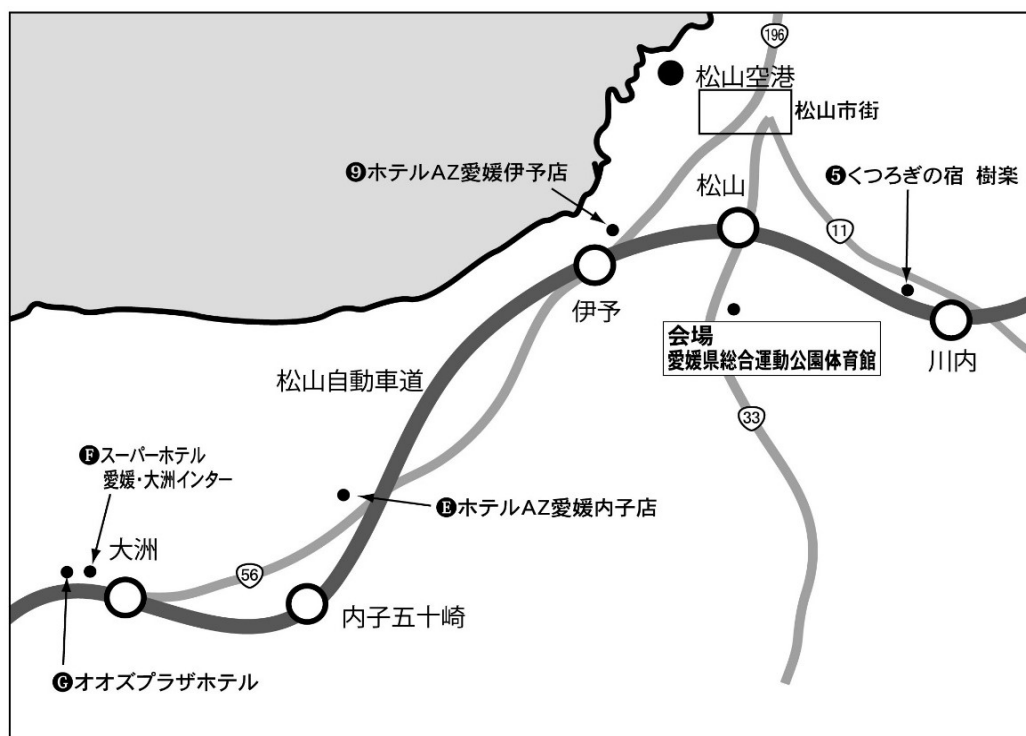 196
松山空港
松山市街
❾ホテルAZ愛媛伊予店
松山
❺くつろぎの宿 樹楽
11
伊予
会場
愛媛県総合運動公園体育館
川内
松山自動車道
33
🅕スーパーホテル
愛媛・大洲インター
🅔ホテルAZ愛媛内子店
大洲
56
内子五十崎
🅖オオズプラザホテル